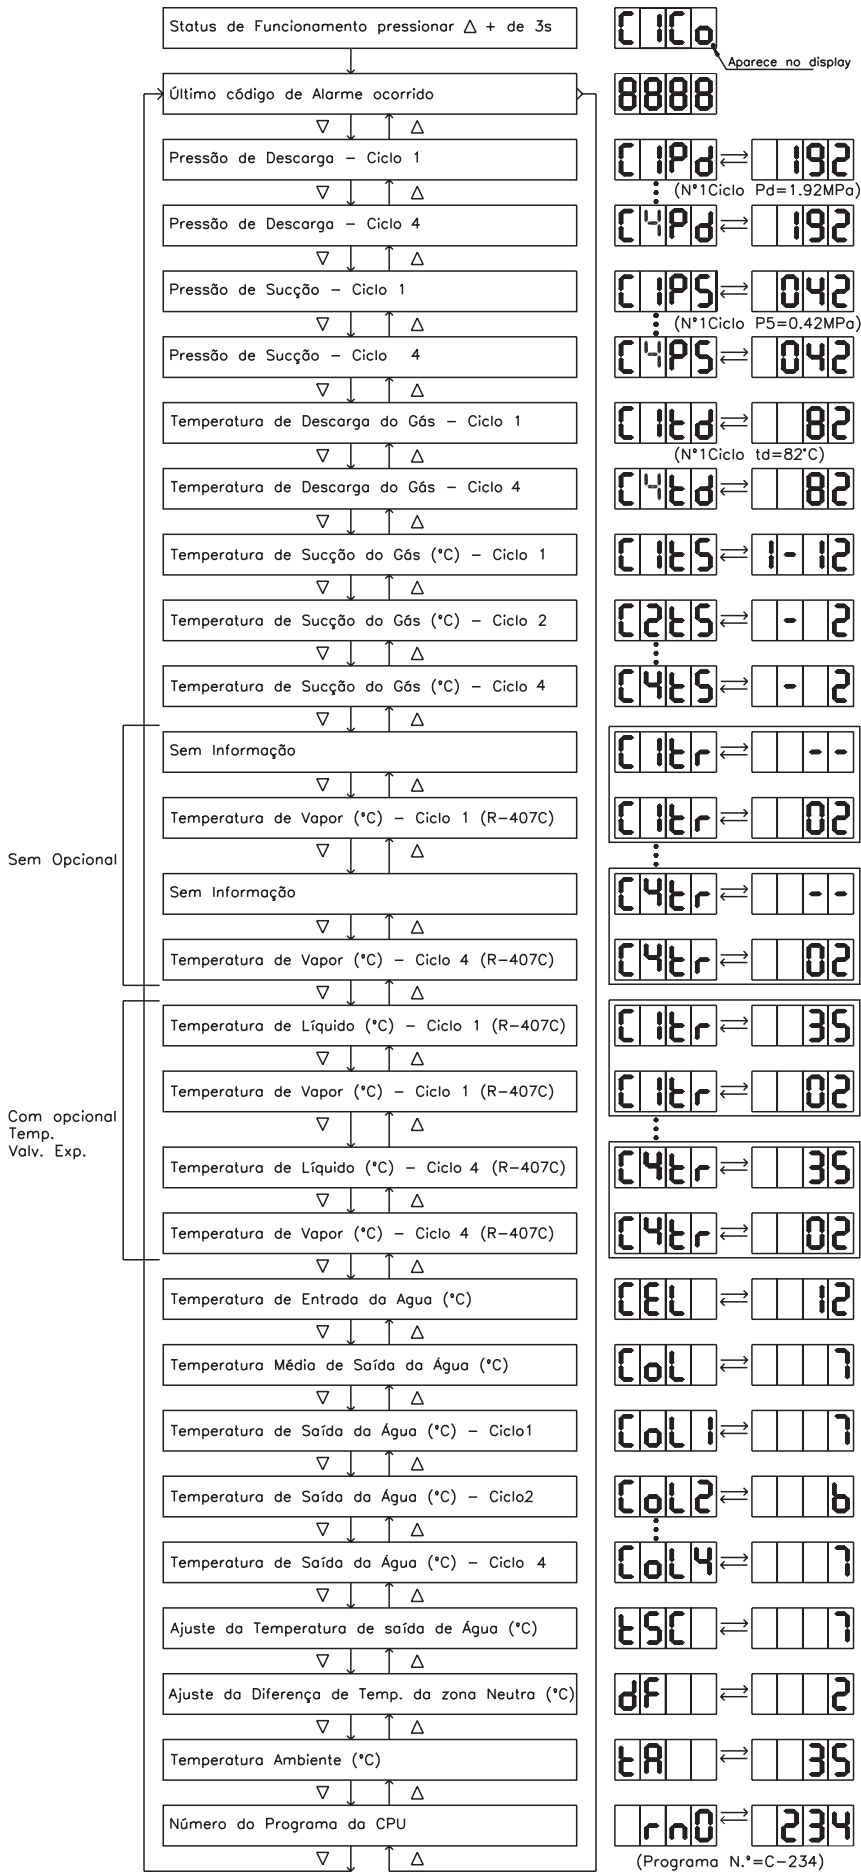 Status de Funcionamento pressionar △ + de 3s C1Co.
Aparece no display
Último código de Alarme ocorrido 8888
▽ △
Pressão de Descarga – Ciclo 1 C1Pd ⇄ 192
(N°1Ciclo Pd=1.92MPa)
▽ △
Pressão de Descarga – Ciclo 4 C4Pd ⇄ 192
▽ △
Pressão de Sucção – Ciclo 1 C1PS ⇄ 042
(N°1Ciclo P5=0.42MPa)
▽ △
Pressão de Sucção – Ciclo 4 C4PS ⇄ 042
▽ △
Temperatura de Descarga do Gás – Ciclo 1 C1td ⇄ 82
(N°1Ciclo td=82°C)
▽ △
Temperatura de Descarga do Gás – Ciclo 4 C4td ⇄ 82
▽ △
Temperatura de Sucção do Gás (°C) – Ciclo 1 C1tS ⇄ 1-12
▽ △
Temperatura de Sucção do Gás (°C) – Ciclo 2 C2tS ⇄ - 2
▽ △
Temperatura de Sucção do Gás (°C) – Ciclo 4 C4tS ⇄ - 2
▽ △
Sem Informação C1tr ⇄ --
▽ △
Temperatura de Vapor (°C) – Ciclo 1 (R-407C) C1tr ⇄ 02
▽ △
Sem Opcional
Sem Informação C4tr ⇄ --
▽ △
Temperatura de Vapor (°C) – Ciclo 4 (R-407C) C4tr ⇄ 02
▽ △
Temperatura de Líquido (°C) – Ciclo 1 (R-407C) C1tr ⇄ 35
▽ △
Temperatura de Vapor (°C) – Ciclo 1 (R-407C) C1tr ⇄ 02
▽ △
Com opcional
Temp.
Valv. Exp.
Temperatura de Líquido (°C) – Ciclo 4 (R-407C) C4tr ⇄ 35
▽ △
Temperatura de Vapor (°C) – Ciclo 4 (R-407C) C4tr ⇄ 02
▽ △
Temperatura de Entrada da Agua (°C) CEL ⇄ 12
▽ △
Temperatura Média de Saída da Água (°C) CoL ⇄ 7
▽ △
Temperatura de Saída da Água (°C) – Ciclo1 CoL1 ⇄ 7
▽ △
Temperatura de Saída da Água (°C) – Ciclo2 CoL2 ⇄ b
▽ △
Temperatura de Saída da Água (°C) – Ciclo 4 CoL4 ⇄ 7
▽ △
Ajuste da Temperatura de saída de Água (°C) tSC ⇄ 7
▽ △
Ajuste da Diferença de Temp. da zona Neutra (°C) dF ⇄ 2
▽ △
Temperatura Ambiente (°C) tA ⇄ 35
▽ △
Número do Programa da CPU rn0 ⇄ 234
▽ △
(Programa N.°=C-234)